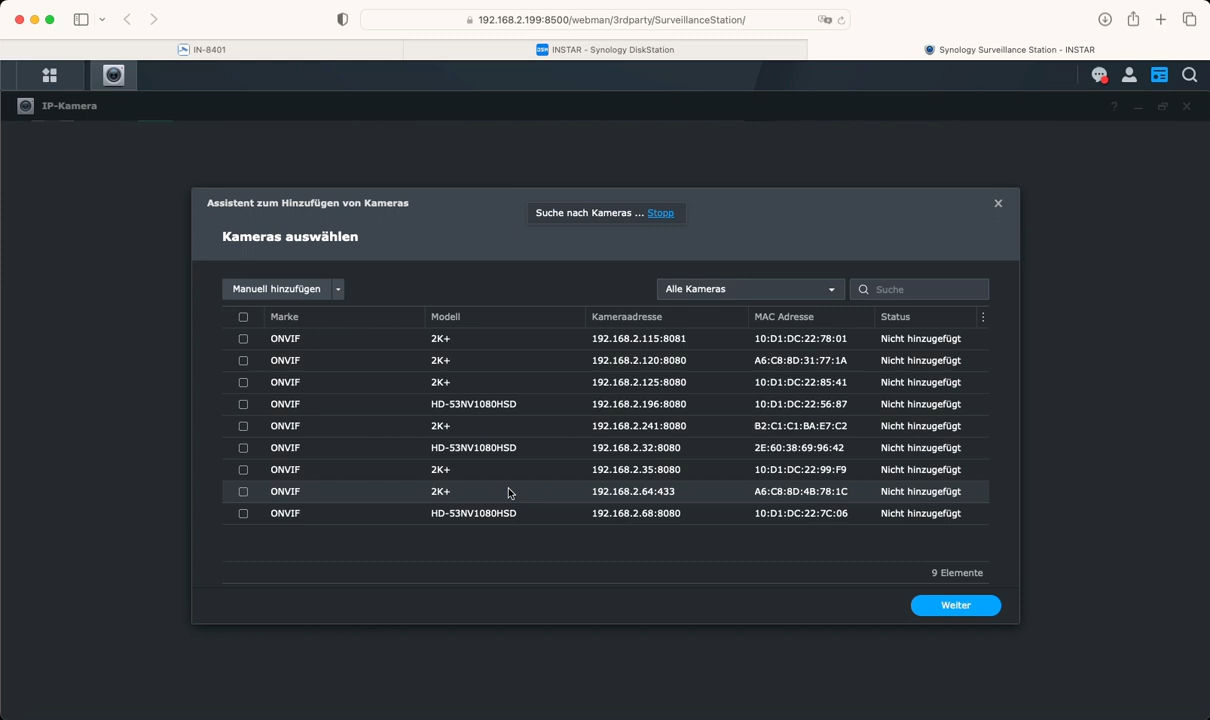 192.168.2.199:8500/webman/3rdparty/SurveillanceStation/
IN-8401
DSM INSTAR - Synology DiskStation
Synology Surveillance Station - INSTAR
IP-Kamera
?
Assistent zum Hinzufügen von Kameras
Suche nach Kameras ... Stopp
Kameras auswählen
Manuell hinzufügen
Alle Kameras
Suche
Marke Modell Kameraadresse MAC Adresse Status
ONVIF 2K+ 192.168.2.115:8081 10:D1:DC:22:78:01 Nicht hinzugefügt
ONVIF 2K+ 192.168.2.120:8080 A6:C8:8D:31:77:1A Nicht hinzugefügt
ONVIF 2K+ 192.168.2.125:8080 10:D1:DC:22:85:41 Nicht hinzugefügt
ONVIF HD-53NV1080HSD 192.168.2.196:8080 10:D1:DC:22:56:87 Nicht hinzugefügt
ONVIF 2K+ 192.168.2.241:8080 B2:C1:C1:BA:E7:C2 Nicht hinzugefügt
ONVIF HD-53NV1080HSD 192.168.2.32:8080 2E:60:38:69:96:42 Nicht hinzugefügt
ONVIF 2K+ 192.168.2.35:8080 10:D1:DC:22:99:F9 Nicht hinzugefügt
ONVIF 2K+ 192.168.2.64:433 A6:C8:8D:4B:78:1C Nicht hinzugefügt
ONVIF HD-53NV1080HSD 192.168.2.68:8080 10:D1:DC:22:7C:06 Nicht hinzugefügt
9 Elemente
Weiter